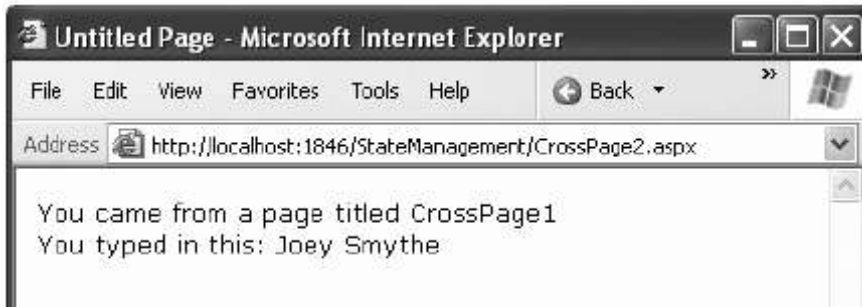 Untitled Page - Microsoft Internet Explorer
File Edit View Favorites Tools Help Back »
Address http://localhost:1846/StateManagement/CrossPage2.aspx
You came from a page titled CrossPage1
You typed in this: Joey Smythe